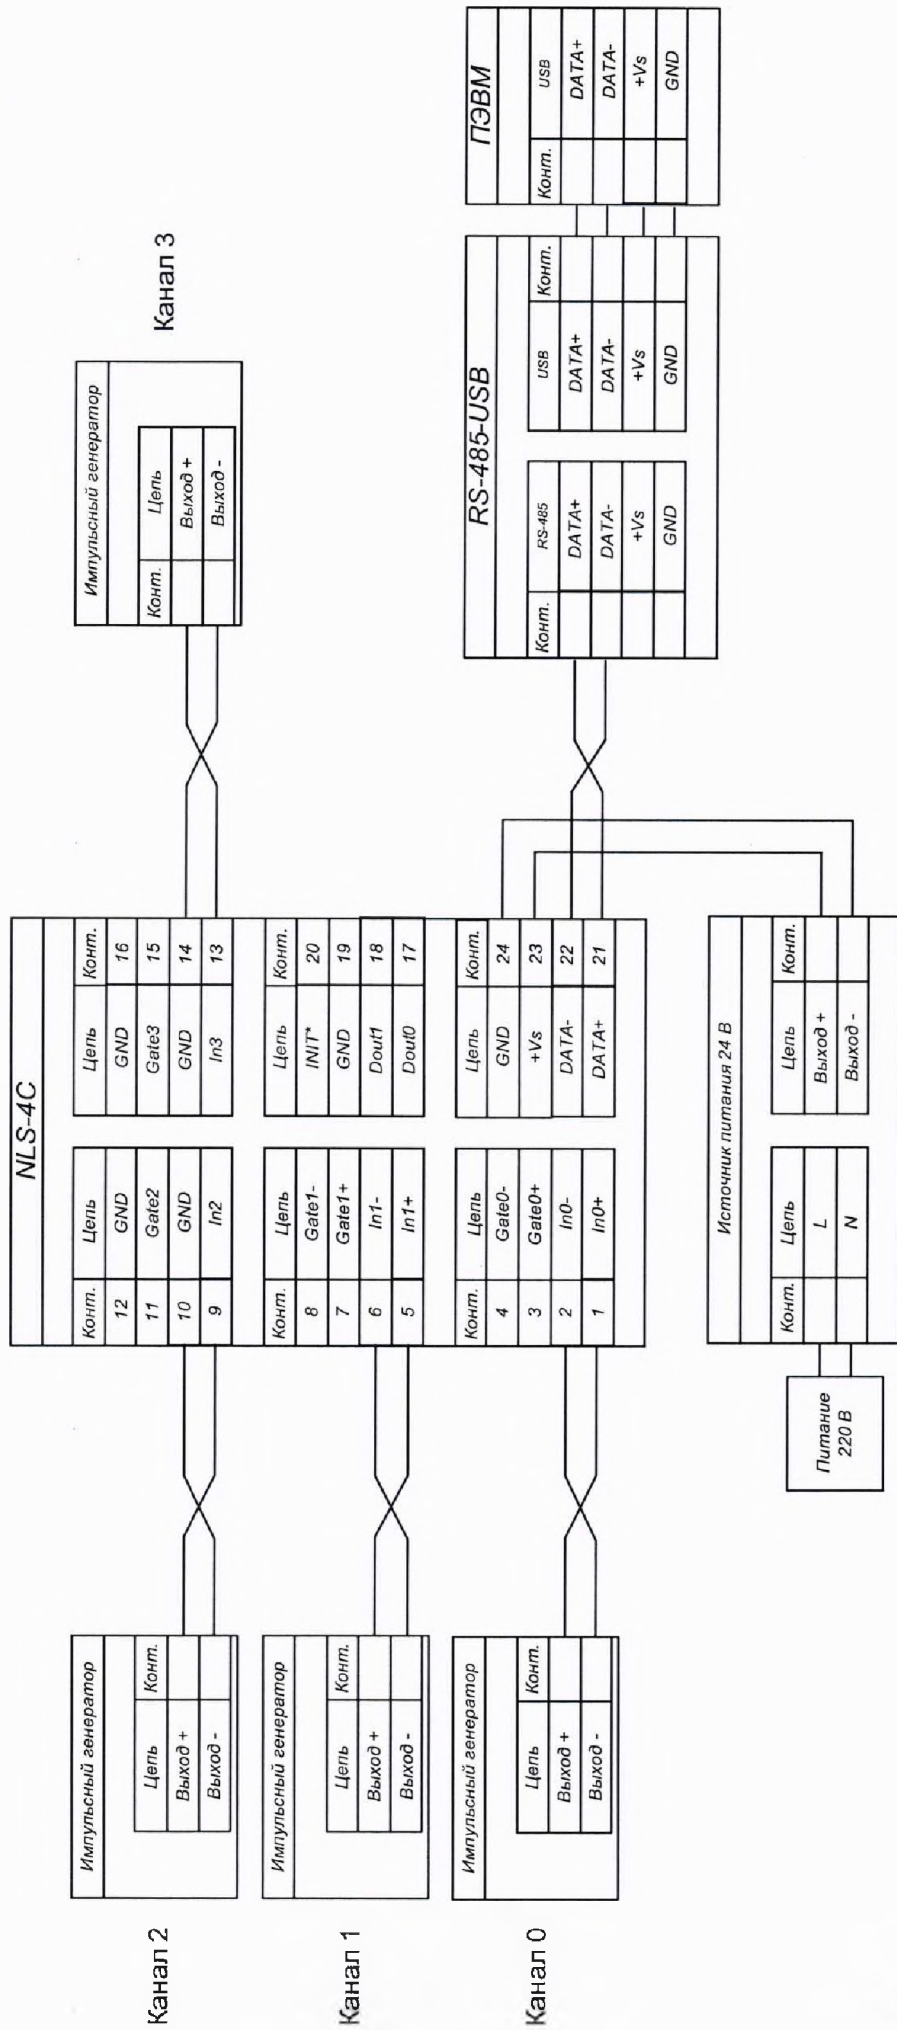 NLS-4C
Конт. Цепь Цепь Конт.
12 GND GND 16
11 Gate2 Gate3 15
10 GND GND 14
9 In2 In3 13
Конт. Цепь Цепь Конт.
8 Gate1- INIT* 20
7 Gate1+ GND 19
6 In1- Dout1 18
5 In1+ Dout0 17
Конт. Цепь Цепь Конт.
4 Gate0- GND 24
3 Gate0+ +Vs 23
2 In0- DATA- 22
1 In0+ DATA+ 21
Канал 2
Импульсный генератор
Цепь Конт.
Выход +
Выход -
Канал 1
Импульсный генератор
Цепь Конт.
Выход +
Выход -
Канал 0
Импульсный генератор
Цепь Конт.
Выход +
Выход -
Импульсный генератор
Конт. Цепь
Выход +
Выход -
Канал 3
RS-485-USB
Конт. RS-485 USB Конт.
DATA+ DATA+
DATA- DATA-
+Vs +Vs
GND GND
ПЭВМ
Конт. USB
DATA+
DATA-
+Vs
GND
Питание
220 В
Источник питания 24 В
Конт. Цепь Цепь Конт.
L Выход +
N Выход -